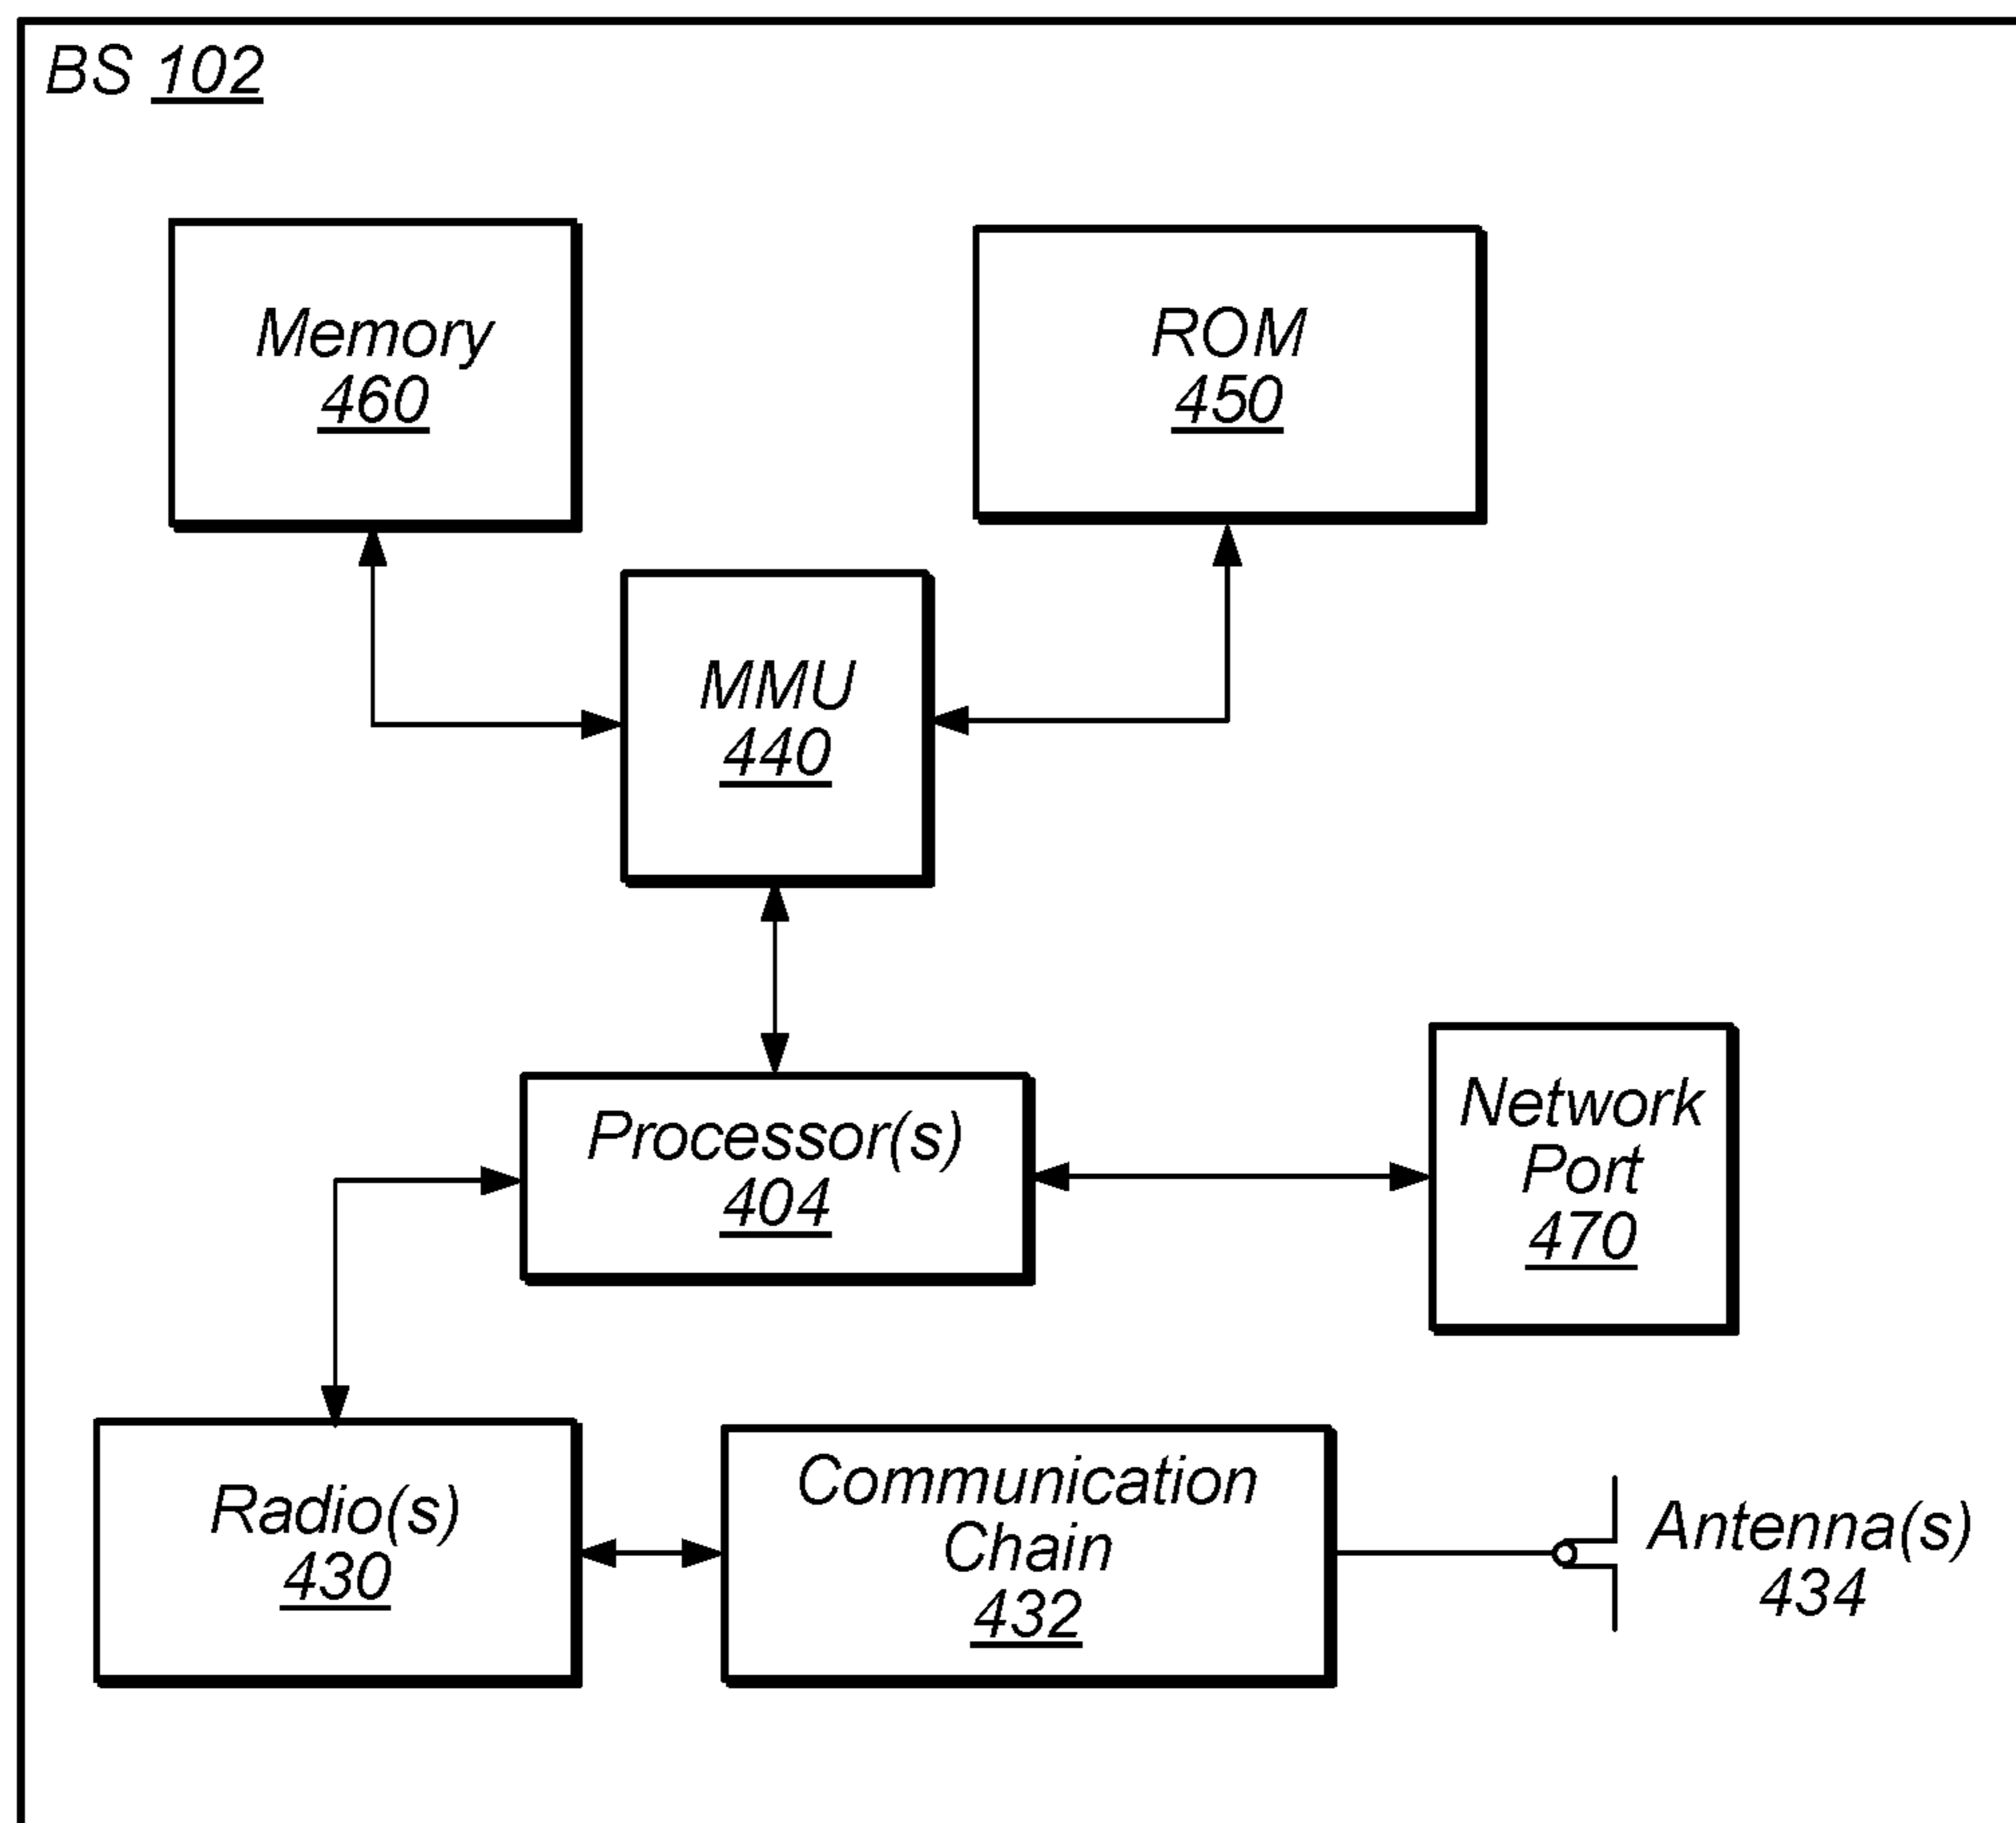 BS 102
Memory
460
ROM
450
MMU
440
Processor(s)
404
Network
Port
470
Radio(s)
430
Communication
Chain
432
Antenna(s)
434